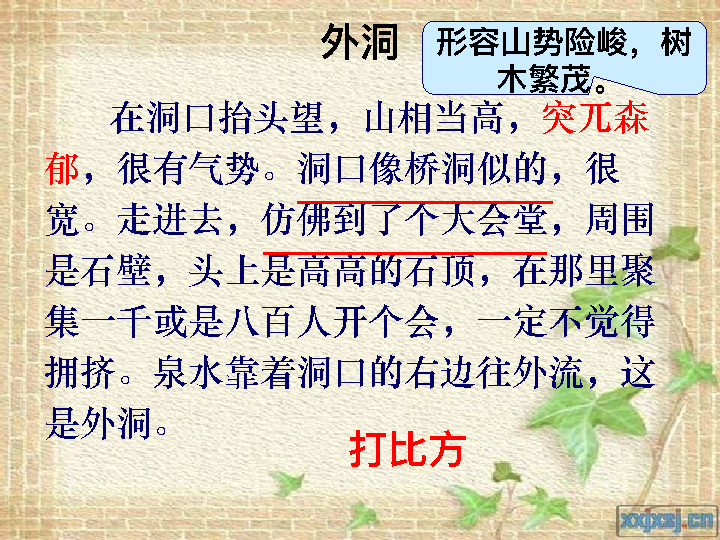 外洞
形容山势险峻，树
木繁茂。
在洞口抬头望，山相当高，突兀森
郁，很有气势。洞口像桥洞似的，很
宽。走进去，仿佛到了个大会堂，周围
是石壁，头上是高高的石顶，在那里聚
集一千或是八百人开个会，一定不觉得
拥挤。泉水靠着洞口的右边往外流，这
是外洞。
打比方
xxjxsj.cn